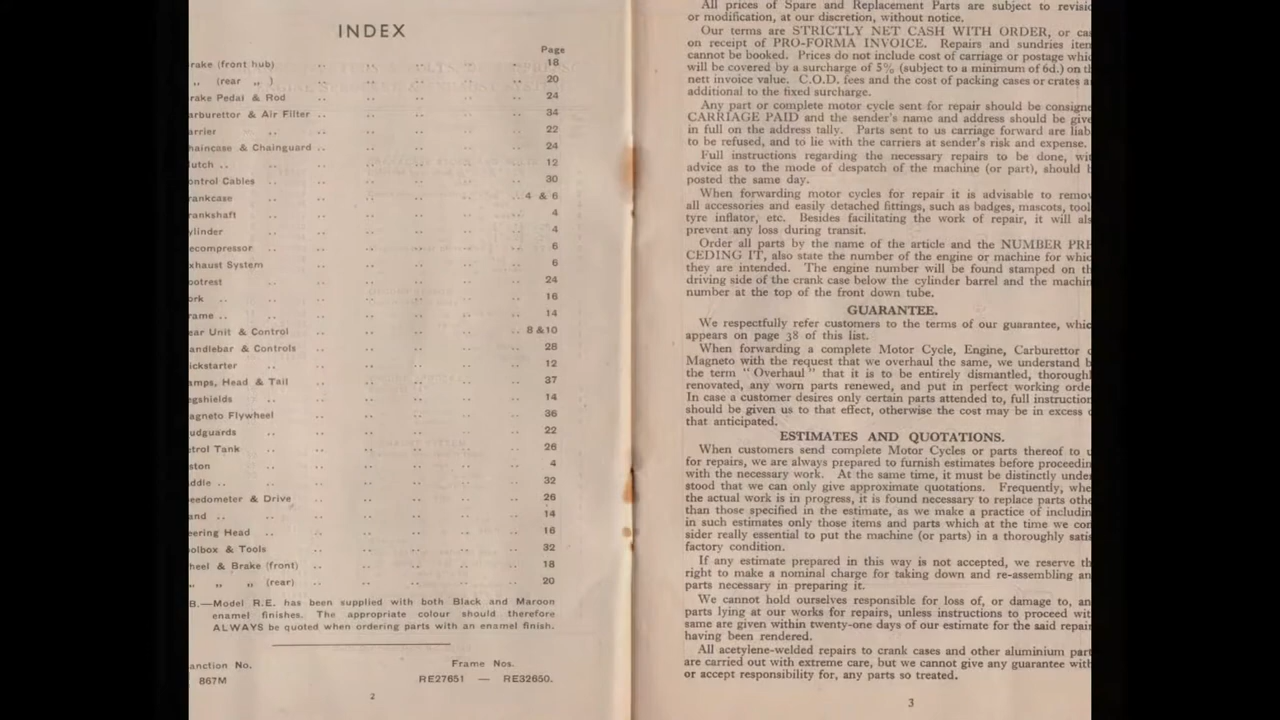 INDEX
Page
rake (front hub) .. .. .. .. .. 18
„ (rear „ ) .. .. .. .. .. 20
rake Pedal & Rod .. .. .. .. .. 24
arburettor & Air Filter .. .. .. .. .. 34
arrier .. .. .. .. .. .. 22
haincase & Chainguard .. .. .. .. .. 24
lutch .. .. .. .. .. .. 12
ontrol Cables .. .. .. .. .. 30
rankcase .. .. .. .. .. 4 & 6
rankshaft .. .. .. .. .. 4
ylinder .. .. .. .. .. .. 4
ecompressor .. .. .. .. .. 6
xhaust System .. .. .. .. .. 6
ootrest .. .. .. .. .. .. 24
ork .. .. .. .. .. .. 16
rame .. .. .. .. .. .. 14
ear Unit & Control .. .. .. .. .. 8 &10
andlebar & Controls .. .. .. .. .. 28
ickstarter .. .. .. .. .. .. 12
amps, Head & Tail .. .. .. .. .. 37
egshields .. .. .. .. .. .. 14
agneto Flywheel .. .. .. .. .. 36
udguards .. .. .. .. .. .. 22
etrol Tank .. .. .. .. .. .. 26
ston .. .. .. .. .. .. 4
ddle .. .. .. .. .. .. 32
eedometer & Drive .. .. .. .. .. 26
and .. .. .. .. .. .. 14
eering Head .. .. .. .. .. .. 16
olbox & Tools .. .. .. .. .. 32
heel & Brake (front) .. .. .. .. .. 18
„ „ „ (rear) .. .. .. .. .. 20
B.—Model R.E. has been supplied with both Black and Maroon
enamel finishes. The appropriate colour should therefore
ALWAYS be quoted when ordering parts with an enamel finish.
anction No. Frame Nos.
867M RE27651 — RE32650.
2
All prices of Spare and Replacement Parts are subject to revisio
or modification, at our discretion, without notice.
Our terms are STRICTLY NET CASH WITH ORDER, or cas
on receipt of PRO-FORMA INVOICE. Repairs and sundries item
cannot be booked. Prices do not include cost of carriage or postage whic
will be covered by a surcharge of 5% (subject to a minimum of 6d.) on th
nett invoice value. C.O.D. fees and the cost of packing cases or crates a
additional to the fixed surcharge.
Any part or complete motor cycle sent for repair should be consigne
CARRIAGE PAID and the sender's name and address should be give
in full on the address tally. Parts sent to us carriage forward are liab
to be refused, and to lie with the carriers at sender's risk and expense.
Full instructions regarding the necessary repairs to be done, wit
advice as to the mode of despatch of the machine (or part), should b
posted the same day.
When forwarding motor cycles for repair it is advisable to remov
all accessories and easily detached fittings, such as badges, mascots, tool
tyre inflator, etc. Besides facilitating the work of repair, it will als
prevent any loss during transit.
Order all parts by the name of the article and the NUMBER PRE
CEDING IT, also state the number of the engine or machine for whic
they are intended. The engine number will be found stamped on th
driving side of the crank case below the cylinder barrel and the machin
number at the top of the front down tube.
GUARANTEE.
We respectfully refer customers to the terms of our guarantee, whic
appears on page 38 of this list.
When forwarding a complete Motor Cycle, Engine, Carburettor o
Magneto with the request that we overhaul the same, we understand b
the term "Overhaul" that it is to be entirely dismantled, thorough
renovated, any worn parts renewed, and put in perfect working orde
In case a customer desires only certain parts attended to, full instruction
should be given us to that effect, otherwise the cost may be in excess o
that anticipated.
ESTIMATES AND QUOTATIONS.
When customers send complete Motor Cycles or parts thereof to u
for repairs, we are always prepared to furnish estimates before proceedin
with the necessary work. At the same time, it must be distinctly under
stood that we can only give approximate quotations. Frequently, whe
the actual work is in progress, it is found necessary to replace parts othe
than those specified in the estimate, as we make a practice of includin
in such estimates only those items and parts which at the time we con
sider really essential to put the machine (or parts) in a thoroughly satis
factory condition.
If any estimate prepared in this way is not accepted, we reserve th
right to make a nominal charge for taking down and re-assembling an
parts necessary in preparing it.
We cannot hold ourselves responsible for loss of, or damage to, an
parts lying at our works for repairs, unless instructions to proceed wit
same are given within twenty-one days of our estimate for the said repair
having been rendered.
All acetylene-welded repairs to crank cases and other aluminium part
are carried out with extreme care, but we cannot give any guarantee with
or accept responsibility for, any parts so treated.
3